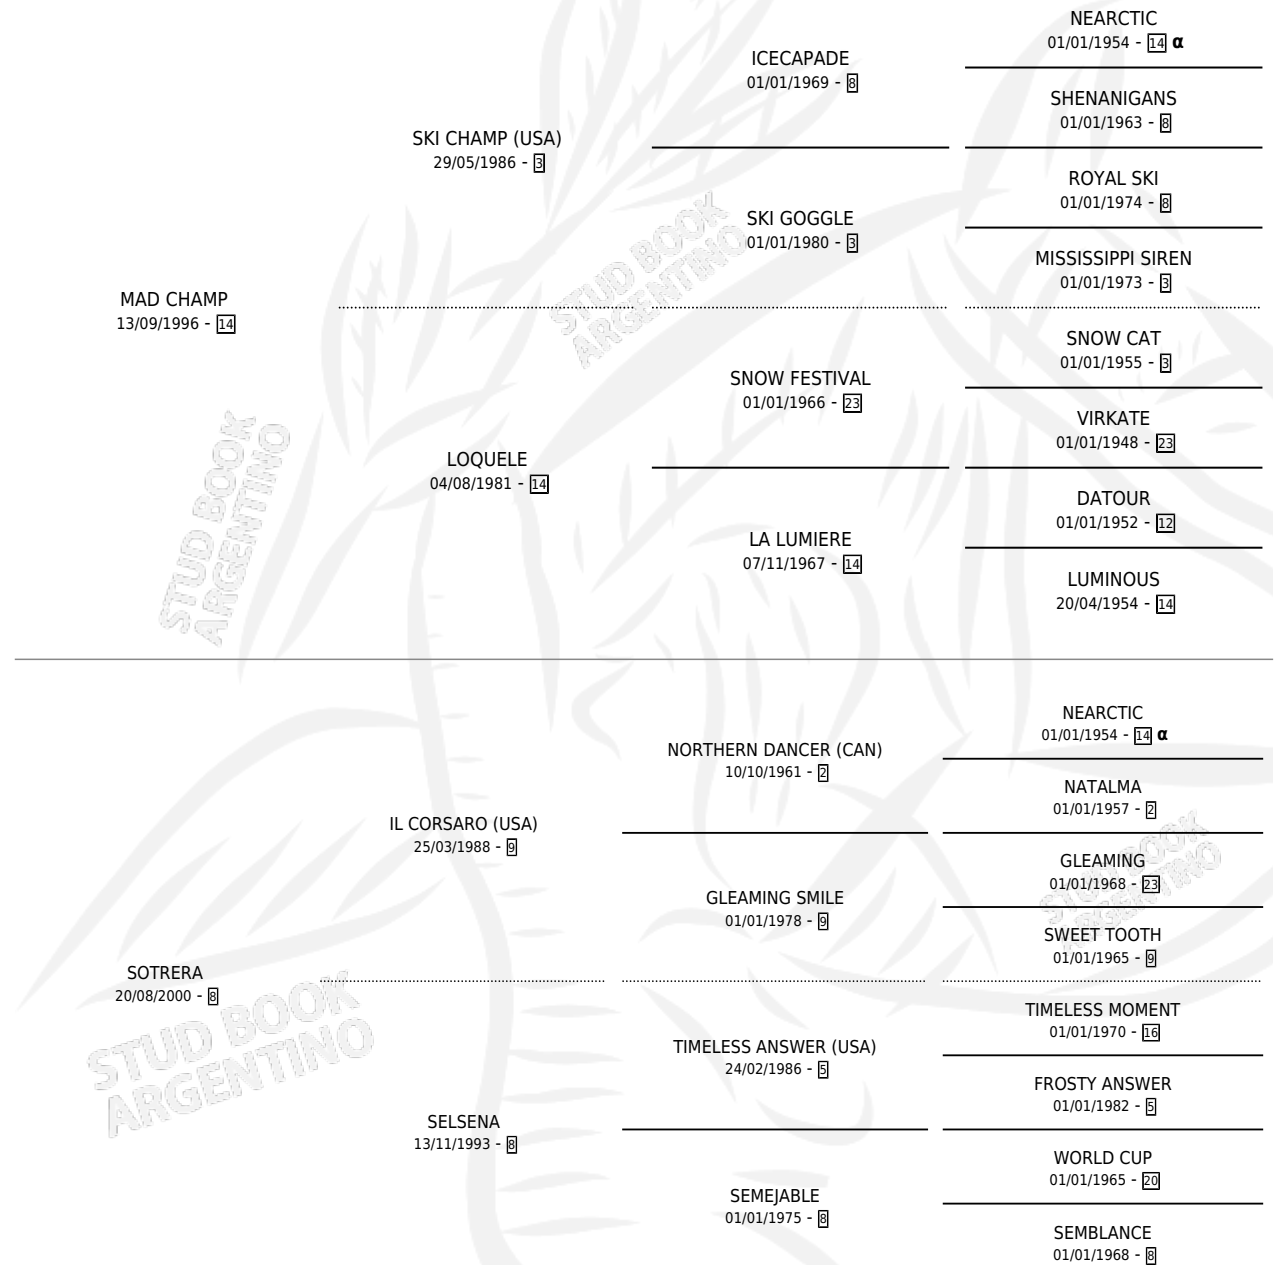 NEARCTIC
01/01/1954 - 14 α
ICECAPADE
01/01/1969 - 8
SHENANIGANS
01/01/1963 - 8
SKI CHAMP (USA)
29/05/1986 - 3
ROYAL SKI
01/01/1974 - 8
SKI GOGGLE
01/01/1980 - 3
MISSISSIPPI SIREN
01/01/1973 - 3
MAD CHAMP
13/09/1996 - 14
SNOW CAT
01/01/1955 - 3
SNOW FESTIVAL
01/01/1966 - 23
VIRKATE
01/01/1948 - 23
LOQUELE
04/08/1981 - 14
DATOUR
01/01/1952 - 12
LA LUMIERE
07/11/1967 - 14
LUMINOUS
20/04/1954 - 14
NEARCTIC
01/01/1954 - 14 α
NORTHERN DANCER (CAN)
10/10/1961 - 2
NATALMA
01/01/1957 - 2
IL CORSARO (USA)
25/03/1988 - 9
GLEAMING
01/01/1968 - 23
GLEAMING SMILE
01/01/1978 - 9
SWEET TOOTH
01/01/1965 - 9
SOTRERA
20/08/2000 - 8
TIMELESS MOMENT
01/01/1970 - 16
TIMELESS ANSWER (USA)
24/02/1986 - 5
FROSTY ANSWER
01/01/1982 - 5
SELSENA
13/11/1993 - 8
WORLD CUP
01/01/1965 - 20
SEMEJABLE
01/01/1975 - 8
SEMBLANCE
01/01/1968 - 8
STUD BOOK
ARGENTINO
STUD BOOK
ARGENTINO
STUD BOOK
ARGENTINO
STUD BOOK
ARGENTINO